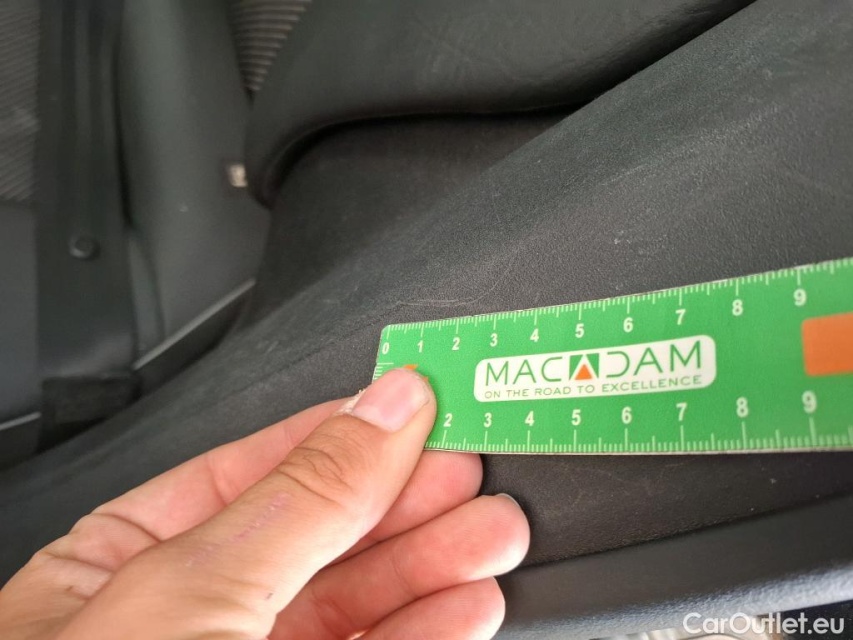 0 1 2 3 4 5 6 7 8 9
MACADAM
ON THE ROAD TO EXCELLENCE
2 3 4 5 6 7 8 9
CarOutlet.eu